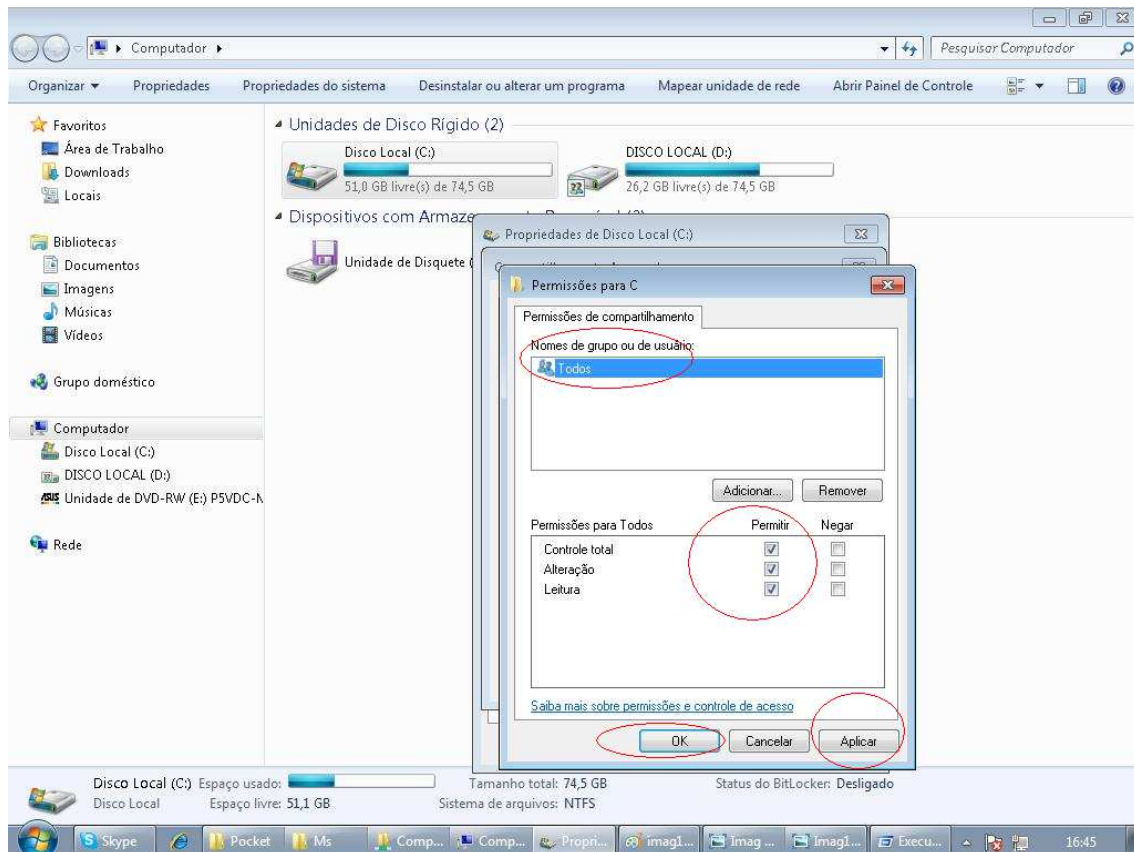 Computador
Pesquisar Computador
Organizar Propriedades Propriedades do sistema Desinstalar ou alterar um programa Mapear unidade de rede Abrir Painel de Controle
Favoritos
Área de Trabalho
Downloads
Locais
Bibliotecas
Documentos
Imagens
Músicas
Vídeos
Grupo doméstico
Computador
Disco Local (C:)
DISCO LOCAL (D:)
Unidade de DVD-RW (E:) P5VDC-M
Rede
Unidades de Disco Rígido (2)
Disco Local (C:)
51,0 GB livre(s) de 74,5 GB
DISCO LOCAL (D:)
26,2 GB livre(s) de 74,5 GB
Dispositivos com
Unidade de Disquete (
Propriedades de Disco Local (C:)
Permissões para C
Permissões de compartilhamento
Nomes de grupo ou de usuário:
Todos
Adicionar... Remover
Permissões para Todos Permitir Negar
Controle total
Alteração
Leitura
Saiba mais sobre permissões e controle de acesso
OK Cancelar Aplicar
Disco Local (C:) Espaço usado: Tamanho total: 74,5 GB Status do BitLocker: Desligado
Disco Local Espaço livre: 51,1 GB Sistema de arquivos: NTFS
Skype Pocket Ms Comp... Comp... Propri... imag1... Imag ... Imag1... Execu... 16:45